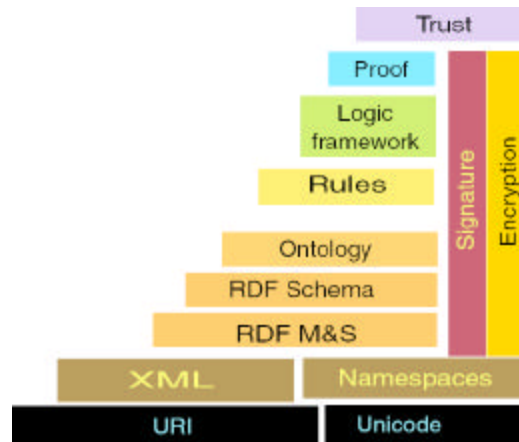 Trust
Proof
Logic
framework
Rules
Ontology
RDF Schema
RDF M&S
Signature
Encryption
XML
Namespaces
URI
Unicode